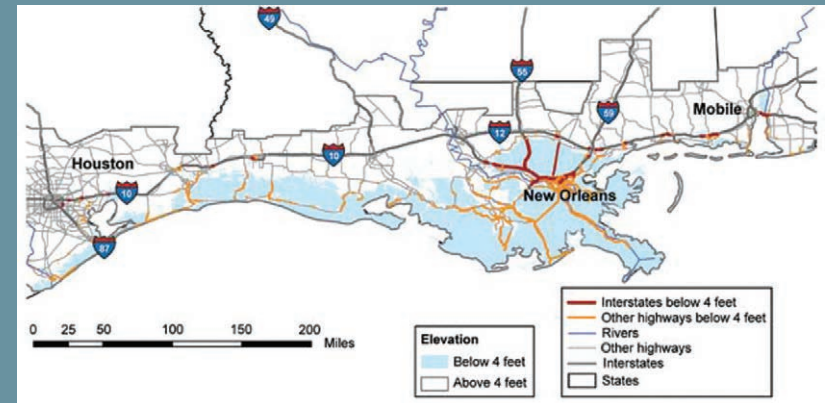 49
55
59
Mobile
12
Houston
10
10
New Orleans
87
0 25 50 100 150 200
Miles
Elevation
Below 4 feet
Above 4 feet
Interstates below 4 feet
Other highways below 4 feet
Rivers
Other highways
Interstates
States